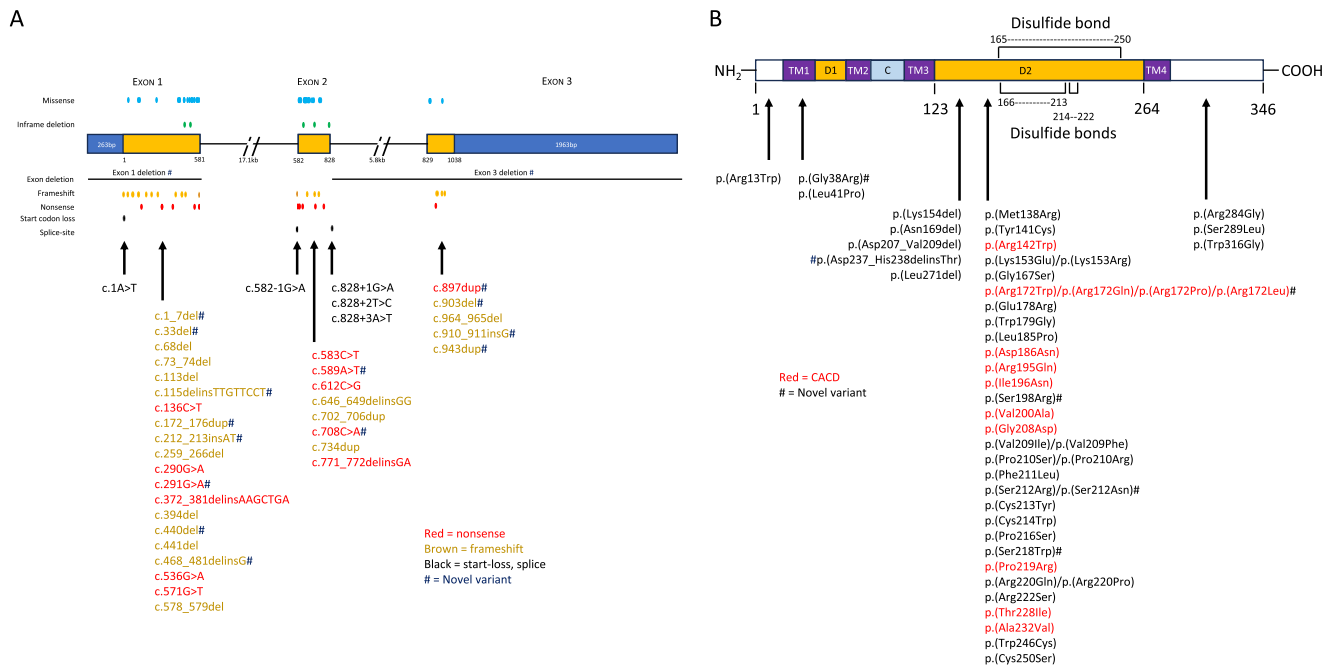 A
EXON 1
EXON 2
EXON 3
Missense
Inframe deletion
263bp
1963bp
1
581
17.1kb
582
828
5.8kb
829
1038
Exon deletion
Exon 1 deletion #
Exon 3 deletion #
Frameshift
Nonsense
Start codon loss
Splice-site
c.1A>T
c.1_7del#
c.33del#
c.68del
c.73_74del
c.113del
c.115delinsTTGTTCCT#
c.136C>T
c.172_176dup#
c.212_213insAT#
c.259_266del
c.290G>A
c.291G>A#
c.372_381delinsAAGCTGA
c.394del
c.440del#
c.441del
c.468_481delinsG#
c.536G>A
c.571G>T
c.578_579del
c.582-1G>A
c.583C>T
c.589A>T#
c.612C>G
c.646_649delinsGG
c.702_706dup
c.708C>A#
c.734dup
c.771_772delinsGA
c.828+1G>A
c.828+2T>C
c.828+3A>T
c.897dup#
c.903del#
c.964_965del
c.910_911insG#
c.943dup#
Red = nonsense
Brown = frameshift
Black = start-loss, splice
# = Novel variant
B
Disulfide bond
165----------------------------250
NH2
TM1
D1
TM2
C
TM3
D2
TM4
COOH
166-----------213
214--222
1
123
264
346
Disulfide bonds
p.(Arg13Trp)
p.(Gly38Arg)#
p.(Leu41Pro)
p.(Lys154del)
p.(Asn169del)
p.(Asp207_Val209del)
#p.(Asp237_His238delinsThr)
p.(Leu271del)
p.(Met138Arg)
p.(Tyr141Cys)
p.(Arg142Trp)
p.(Lys153Glu)/p.(Lys153Arg)
p.(Gly167Ser)
p.(Arg172Trp)/p.(Arg172Gln)/p.(Arg172Pro)/p.(Arg172Leu)#
p.(Glu178Arg)
p.(Trp179Gly)
p.(Leu185Pro)
p.(Asp186Asn)
p.(Arg195Gln)
p.(Ile196Asn)
p.(Ser198Arg)#
p.(Val200Ala)
p.(Gly208Asp)
p.(Val209Ile)/p.(Val209Phe)
p.(Pro210Ser)/p.(Pro210Arg)
p.(Phe211Leu)
p.(Ser212Arg)/p.(Ser212Asn)#
p.(Cys213Tyr)
p.(Cys214Trp)
p.(Pro216Ser)
p.(Ser218Trp)#
p.(Pro219Arg)
p.(Arg220Gln)/p.(Arg220Pro)
p.(Arg222Ser)
p.(Thr228Ile)
p.(Ala232Val)
p.(Trp246Cys)
p.(Cys250Ser)
p.(Arg284Gly)
p.(Ser289Leu)
p.(Trp316Gly)
Red = CACD
# = Novel variant